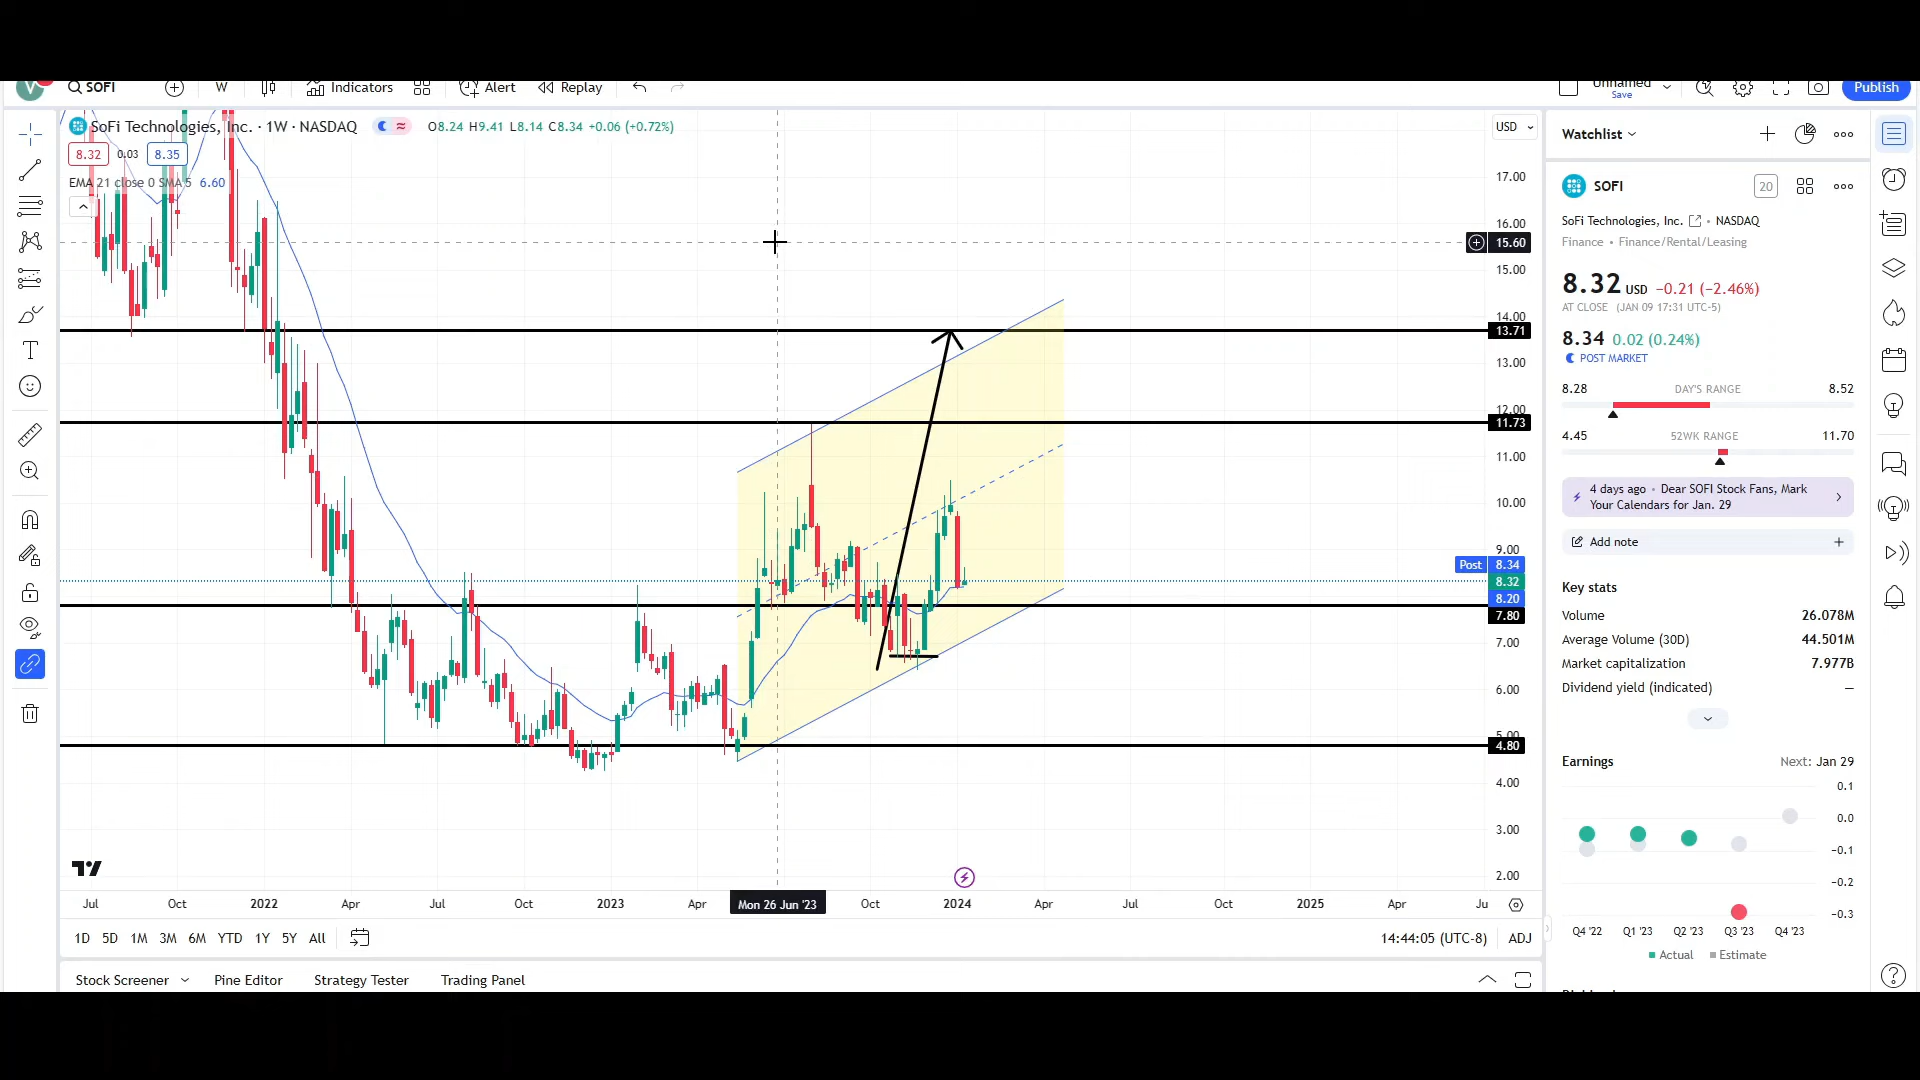 SOFI W Indicators Alert Replay Unnamed Save Publish
SoFi Technologies, Inc. · 1W · NASDAQ O8.24 H9.41 L8.14 C8.34 +0.06 (+0.72%)
8.32 0.03 8.35
EMA 21 close 0 SMA 5 6.60
USD
17.00
16.00
15.60
15.00
14.00
13.71
13.00
12.00
11.73
11.00
10.00
9.00
Post 8.34
8.32
8.20
7.80
7.00
6.00
5.00
4.80
4.00
3.00
2.00
Jul Oct 2022 Apr Jul Oct 2023 Apr Mon 26 Jun '23 Oct 2024 Apr Jul Oct 2025 Apr Ju
1D 5D 1M 3M 6M YTD 1Y 5Y All 14:44:05 (UTC-8) ADJ
Stock Screener Pine Editor Strategy Tester Trading Panel
Watchlist
SOFI 20
SoFi Technologies, Inc. • NASDAQ
Finance • Finance/Rental/Leasing
8.32 USD −0.21 (−2.46%)
AT CLOSE (JAN 09 17:31 UTC-5)
8.34 0.02 (0.24%)
POST MARKET
8.28 DAY'S RANGE 8.52
4.45 52WK RANGE 11.70
4 days ago • Dear SOFI Stock Fans, Mark
Your Calendars for Jan. 29
Add note
Key stats
Volume 26.078M
Average Volume (30D) 44.501M
Market capitalization 7.977B
Dividend yield (indicated) —
Earnings Next: Jan 29
0.1
0.0
−0.1
−0.2
−0.3
Q4 '22 Q1 '23 Q2 '23 Q3 '23 Q4 '23
Actual Estimate